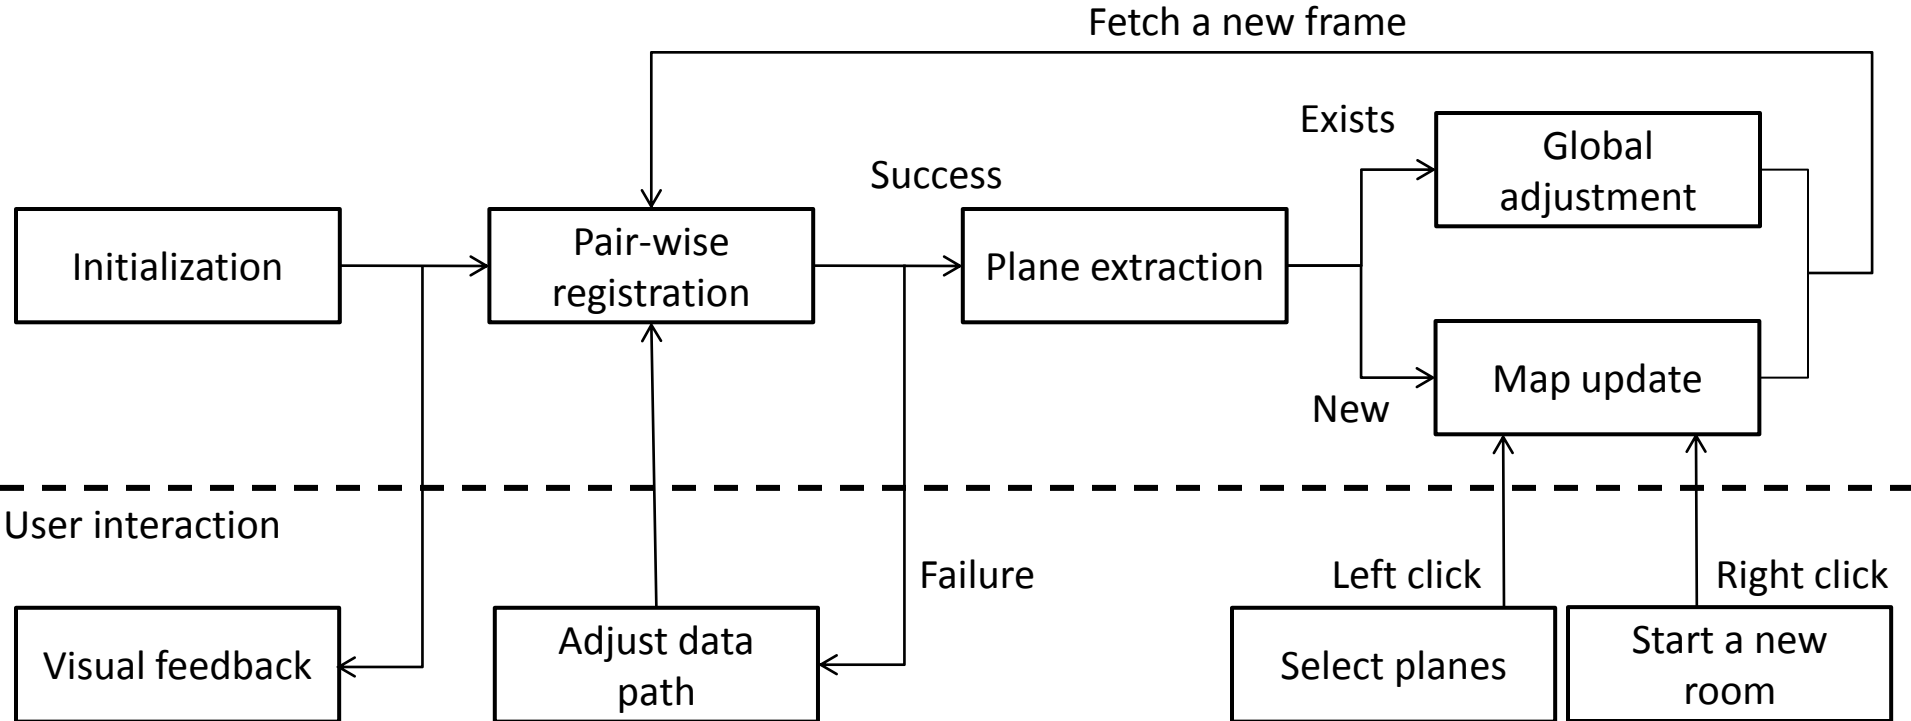 Fetch a new frame
Exists
Global
adjustment
Success
Initialization
Pair-wise
registration
Plane extraction
Map update
New
User interaction
Failure
Left click
Right click
Visual feedback
Adjust data
path
Select planes
Start a new
room